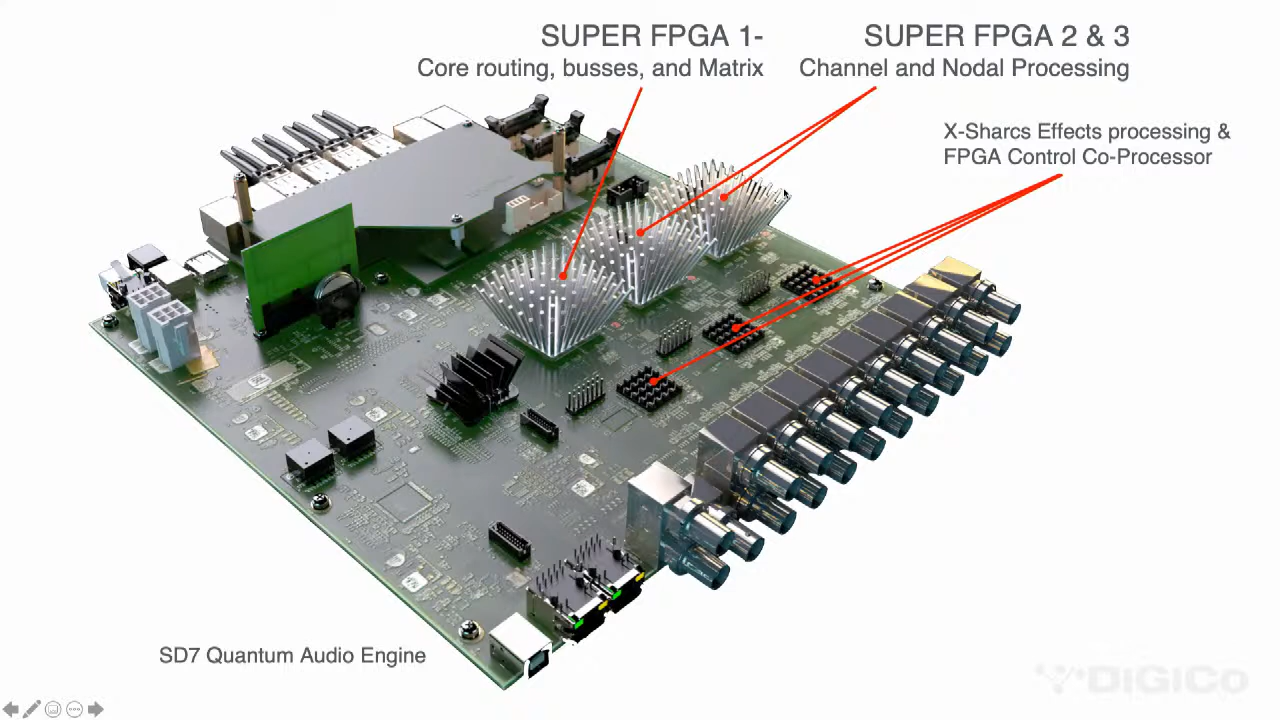 SUPER FPGA 1-
Core routing, busses, and Matrix
SUPER FPGA 2 & 3
Channel and Nodal Processing
X-Sharcs Effects processing &
FPGA Control Co-Processor
SD7 Quantum Audio Engine
DiGiCo